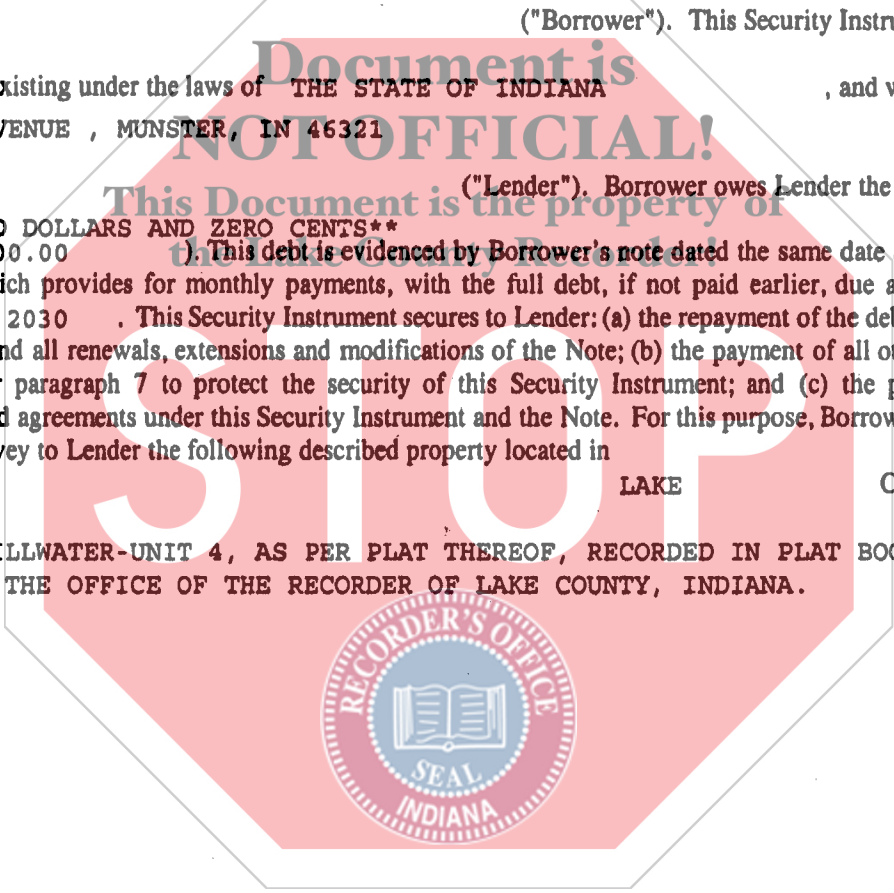 ("Borrower"). This Security Instru
Document is
xisting under the laws of THE STATE OF INDIANA , and w
VENUE , MUNSTER, IN 46321
NOT OFFICIAL!
("Lender"). Borrower owes Lender the
This Document is the property of
DOLLARS AND ZERO CENTS**
00.00 ). This debt is evidenced by Borrower's note dated the same date
the Lake County Recorder!
ich provides for monthly payments, with the full debt, if not paid earlier, due a
2030 . This Security Instrument secures to Lender: (a) the repayment of the deb
nd all renewals, extensions and modifications of the Note; (b) the payment of all ot
r paragraph 7 to protect the security of this Security Instrument; and (c) the p
d agreements under this Security Instrument and the Note. For this purpose, Borrow
vey to Lender the following described property located in
STOP
LAKE C
ILLWATER-UNIT 4, AS PER PLAT THEREOF, RECORDED IN PLAT BOO
THE OFFICE OF THE RECORDER OF LAKE COUNTY, INDIANA.
RECORDER'S OFFICE
SEAL
INDIANA